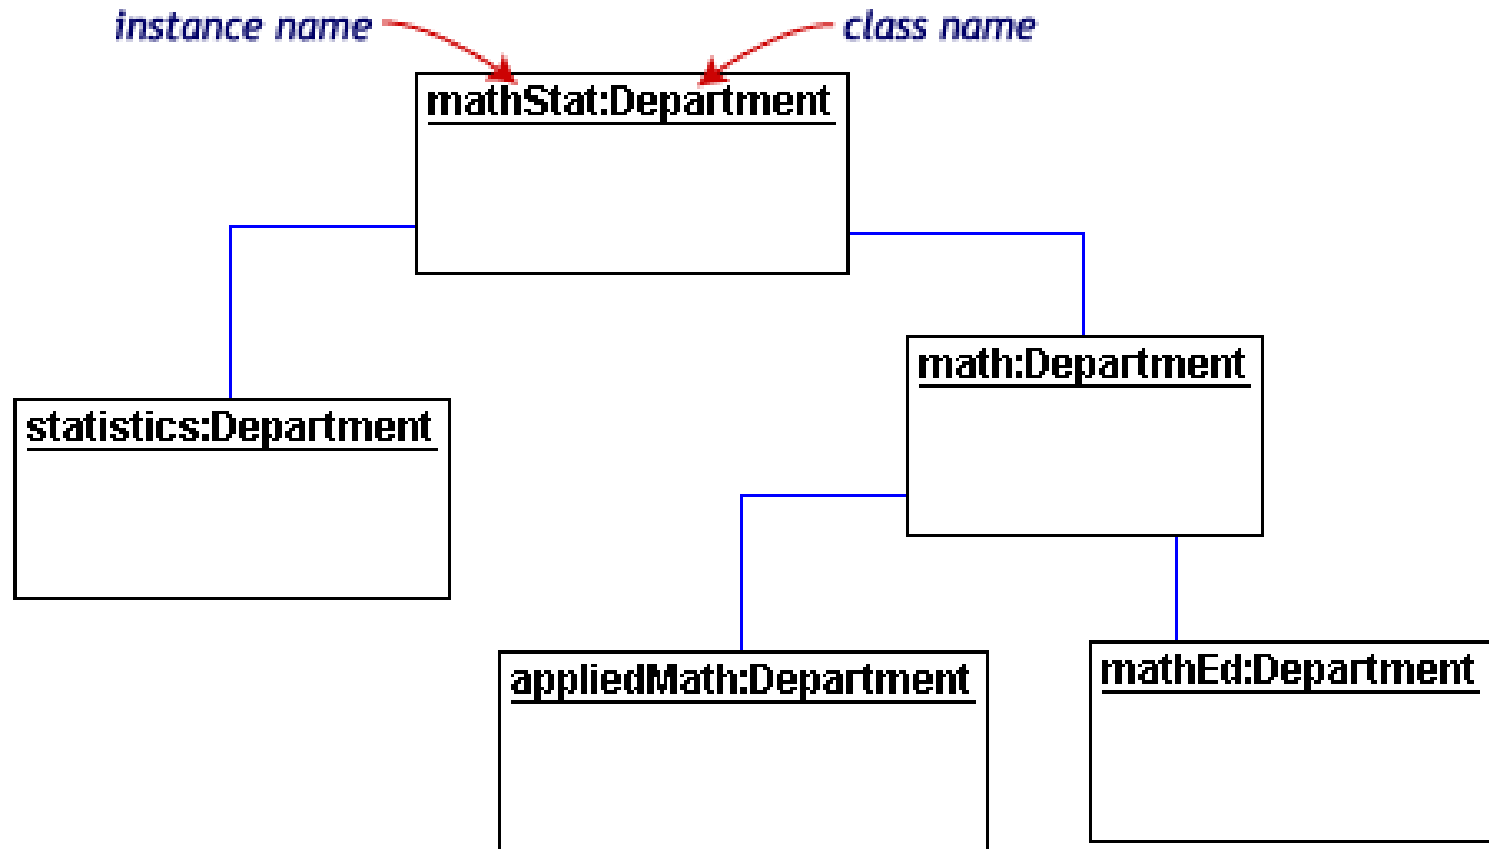 instance name
class name
mathStat:Department
math:Department
statistics:Department
appliedMath:Department
mathEd:Department